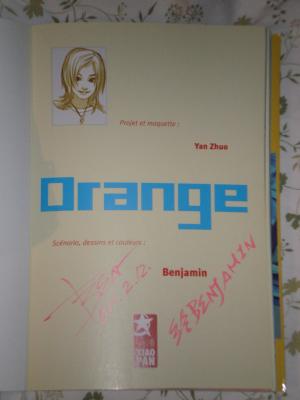 Projet et maquette :
Yan Zhuo
Orange
Scénario, dessins et couleurs :
Benjamin
BENJAMIN
XIAO
PAN